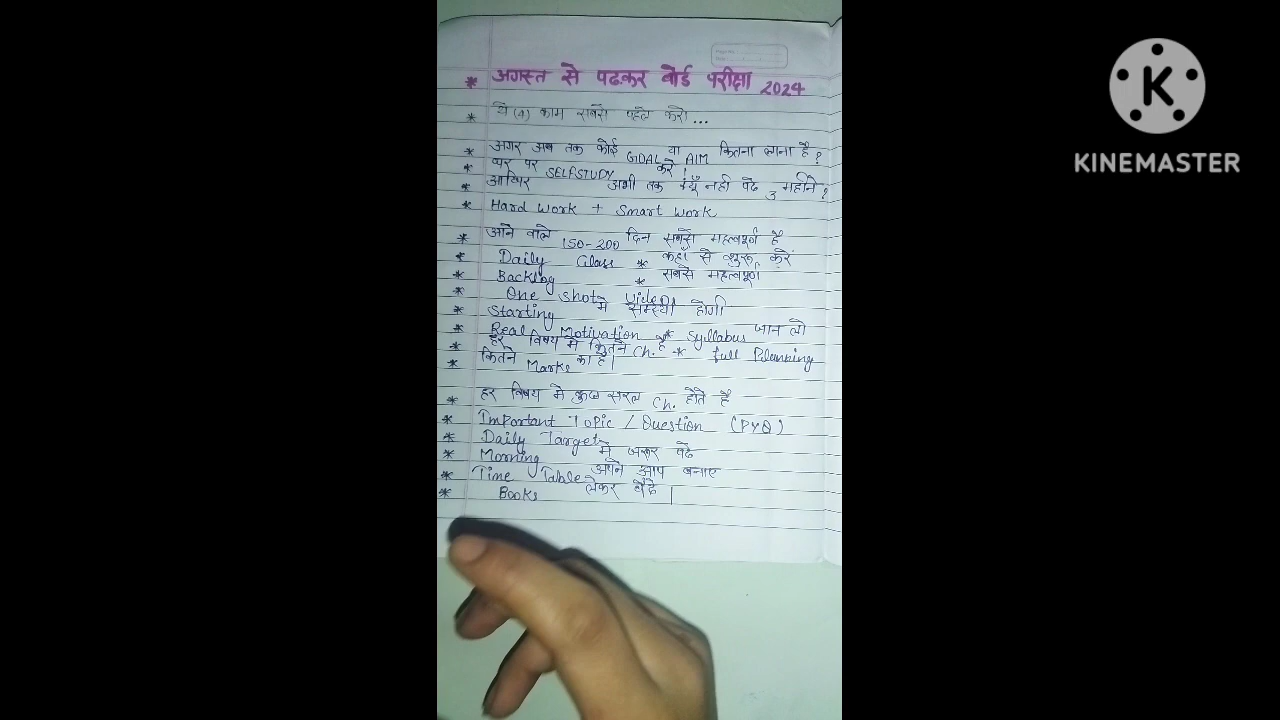 * अगस्त से पढकर बोर्ड परीक्षा 2024
* ये (4) काम सबसे पहले करो...
* अगर अब तक कोई GOAL या AIM कितना लाना है?
* घर पर SELFSTUDY करे!
* आखिर अभी तक क्यूँ नही पढे 3 महीने?
* Hard work + Smart work
* आने वाले 150-200 दिन सबसे महत्वपूर्ण है
* Daily Class * कहाँ से शुरू करें
* Backlog * सबसे महत्वपूर्ण
* One Shot Video
* Starting में समस्या होगी
* Real Motivation * Syllabus जान लो
* हर विषय में कितने Ch. है * full Planning
* कितने Marks का है।
* हर विषय मे कुछ सरल Ch. होते है
* Important Topic / Question (PYQ)
* Daily Target
* Morning मे जरूर पढे
* Time Table अपने आप बनाए
* Books लेकर बैठे।
KINEMASTER